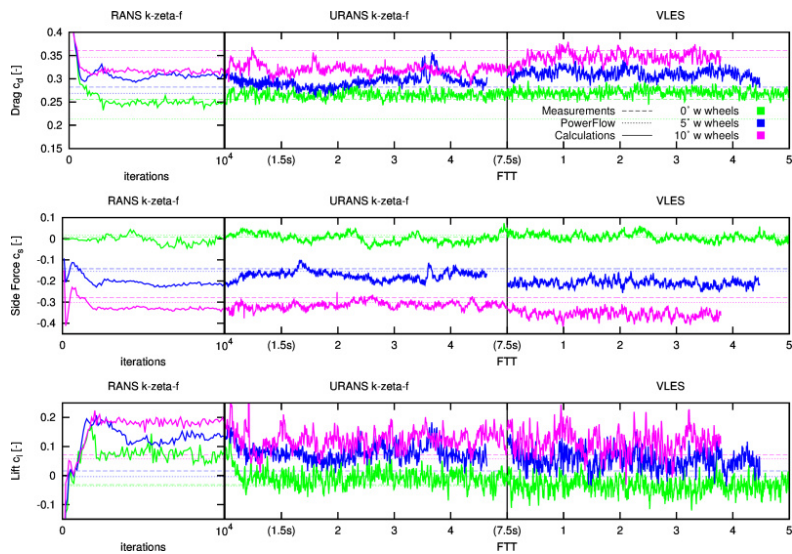 RANS k-zeta-f URANS k-zeta-f VLES
0.4
0.35
0.3
0.25
0.2
0.15
Drag cd [-]
Measurements 0° w wheels
PowerFlow 5° w wheels
Calculations 10° w wheels
0 10^4 (1.5s) 2 3 4 (7.5s) 1 2 3 4 5
iterations FTT
RANS k-zeta-f URANS k-zeta-f VLES
0.1
0
-0.1
-0.2
-0.3
-0.4
Side Force cs [-]
0 10^4 (1.5s) 2 3 4 (7.5s) 1 2 3 4 5
iterations FTT
RANS k-zeta-f URANS k-zeta-f VLES
0.2
0.1
0
-0.1
Lift cl [-]
0 10^4 (1.5s) 2 3 4 (7.5s) 1 2 3 4 5
iterations FTT